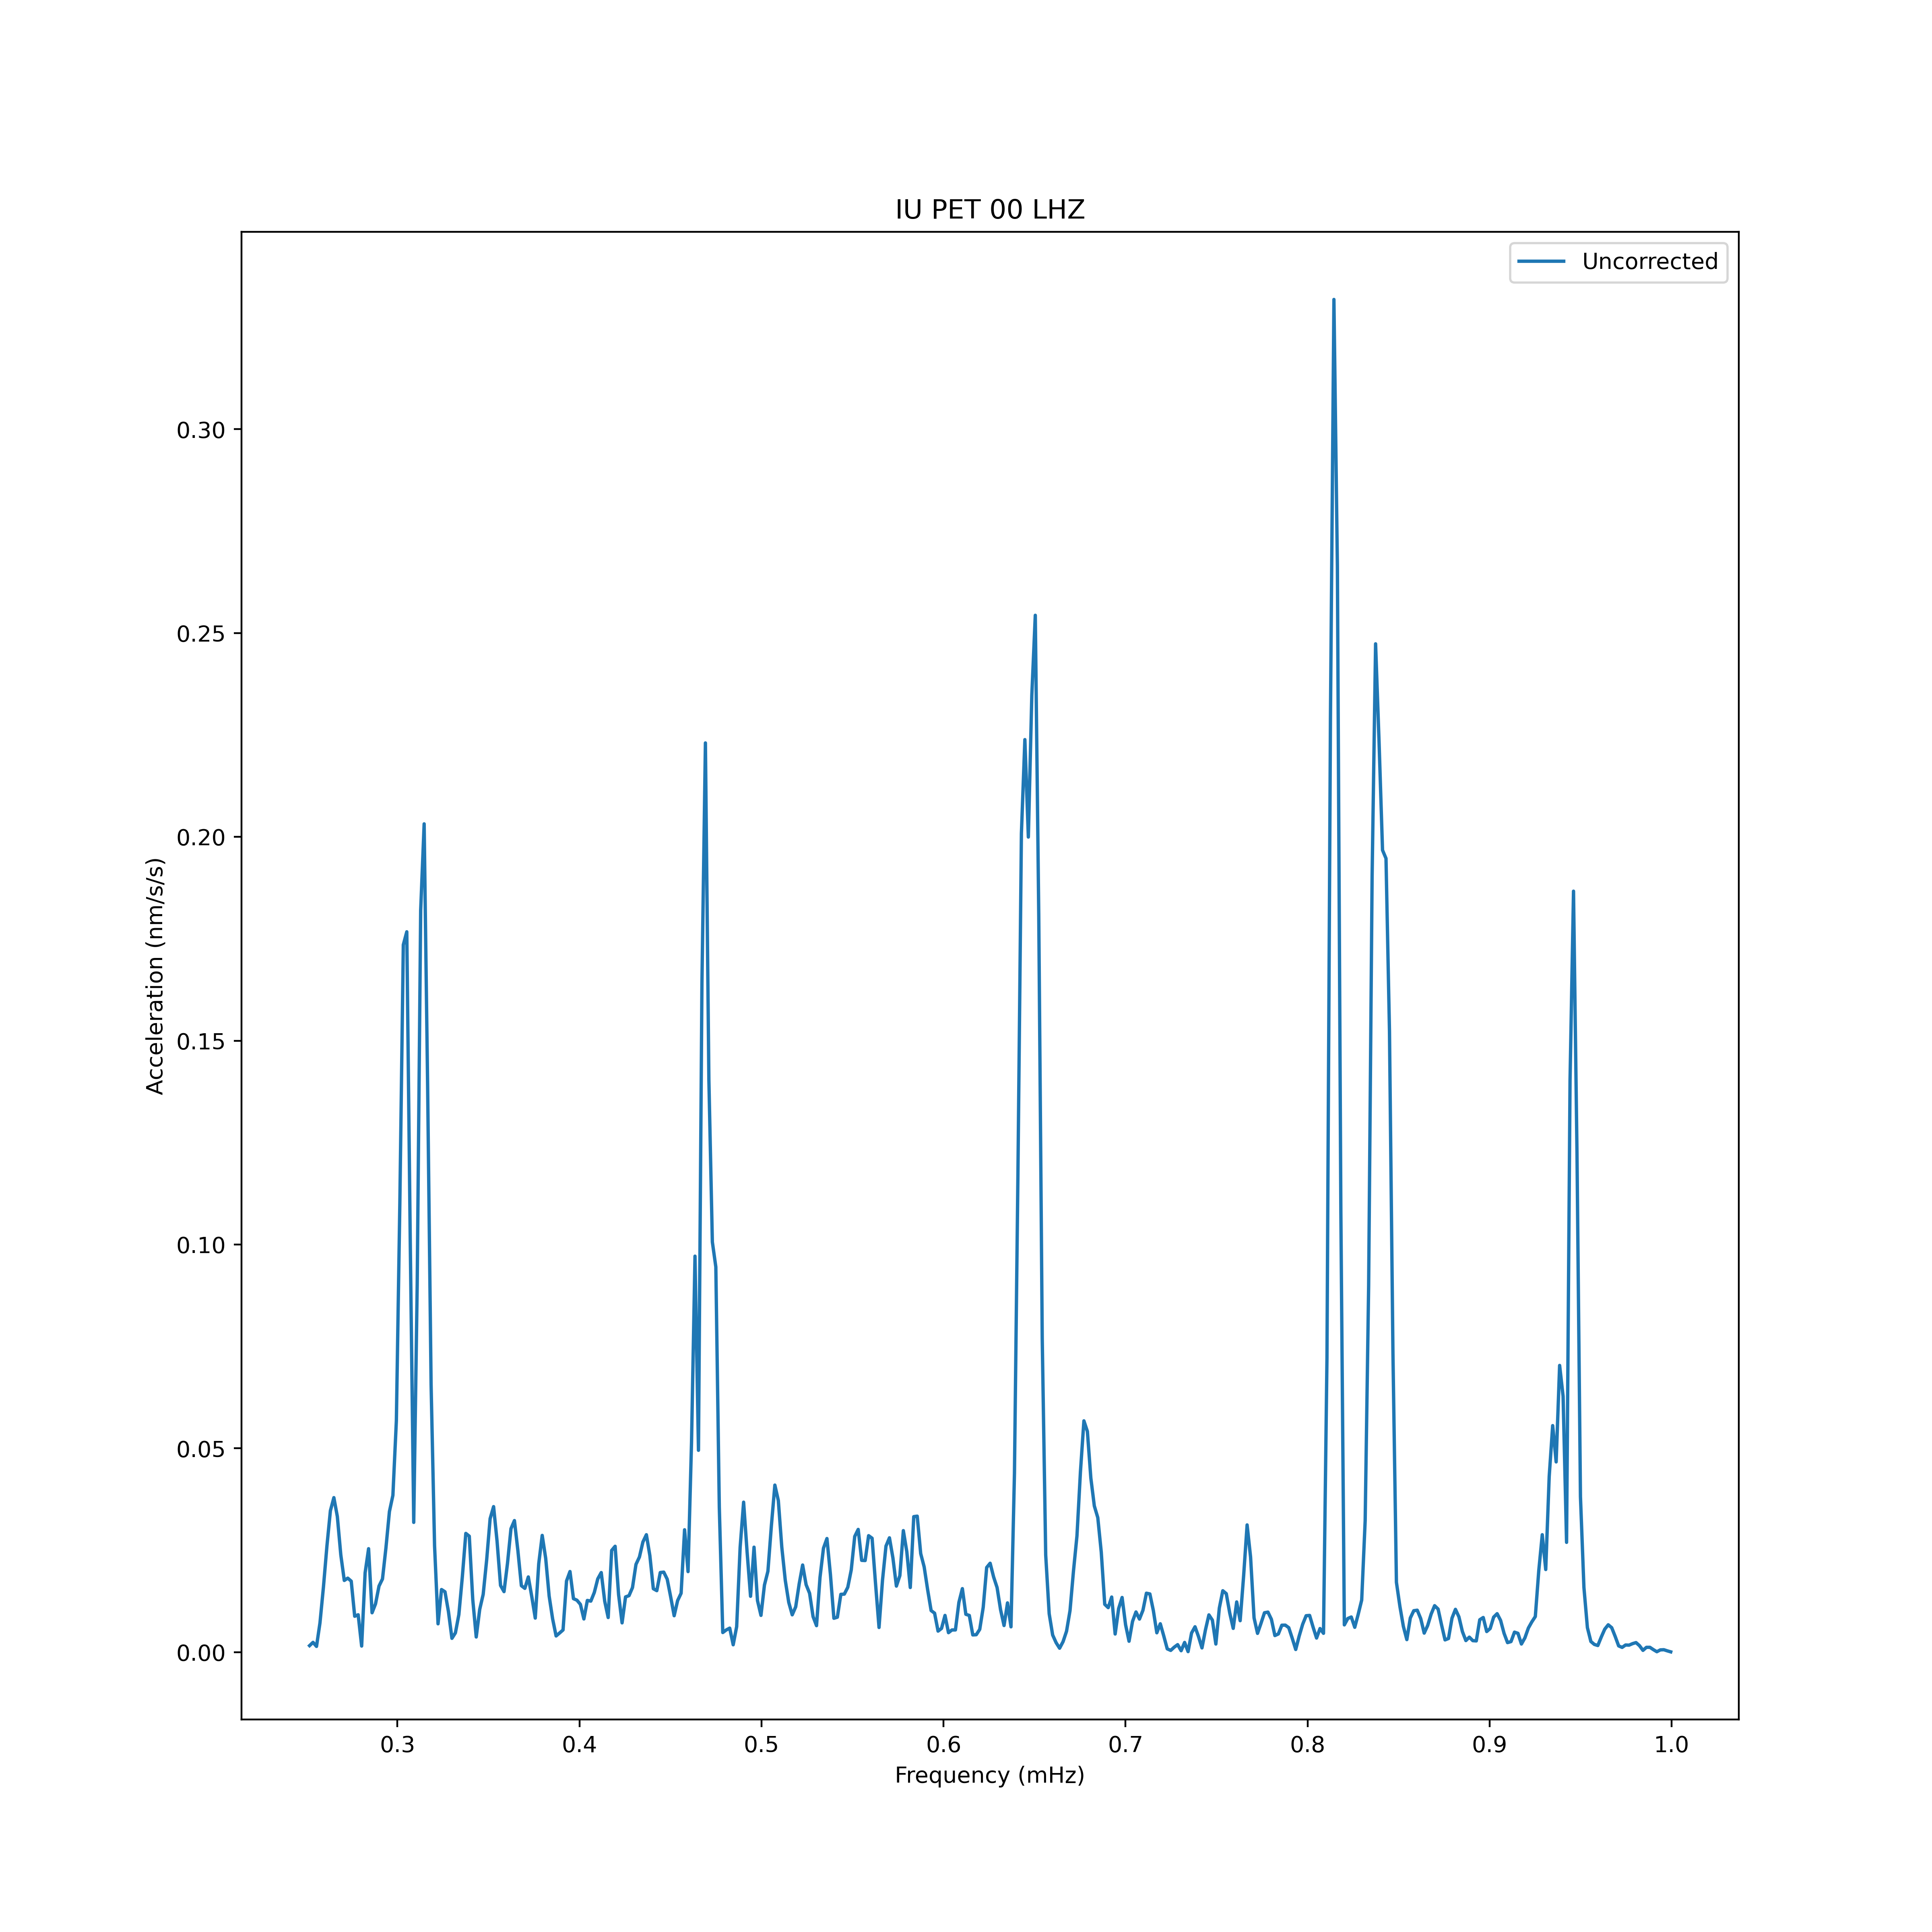 IU PET 00 LHZ
Uncorrected
0.30
0.25
0.20
0.15
0.10
0.05
0.00
Acceleration (nm/s/s)
0.3 0.4 0.5 0.6 0.7 0.8 0.9 1.0
Frequency (mHz)